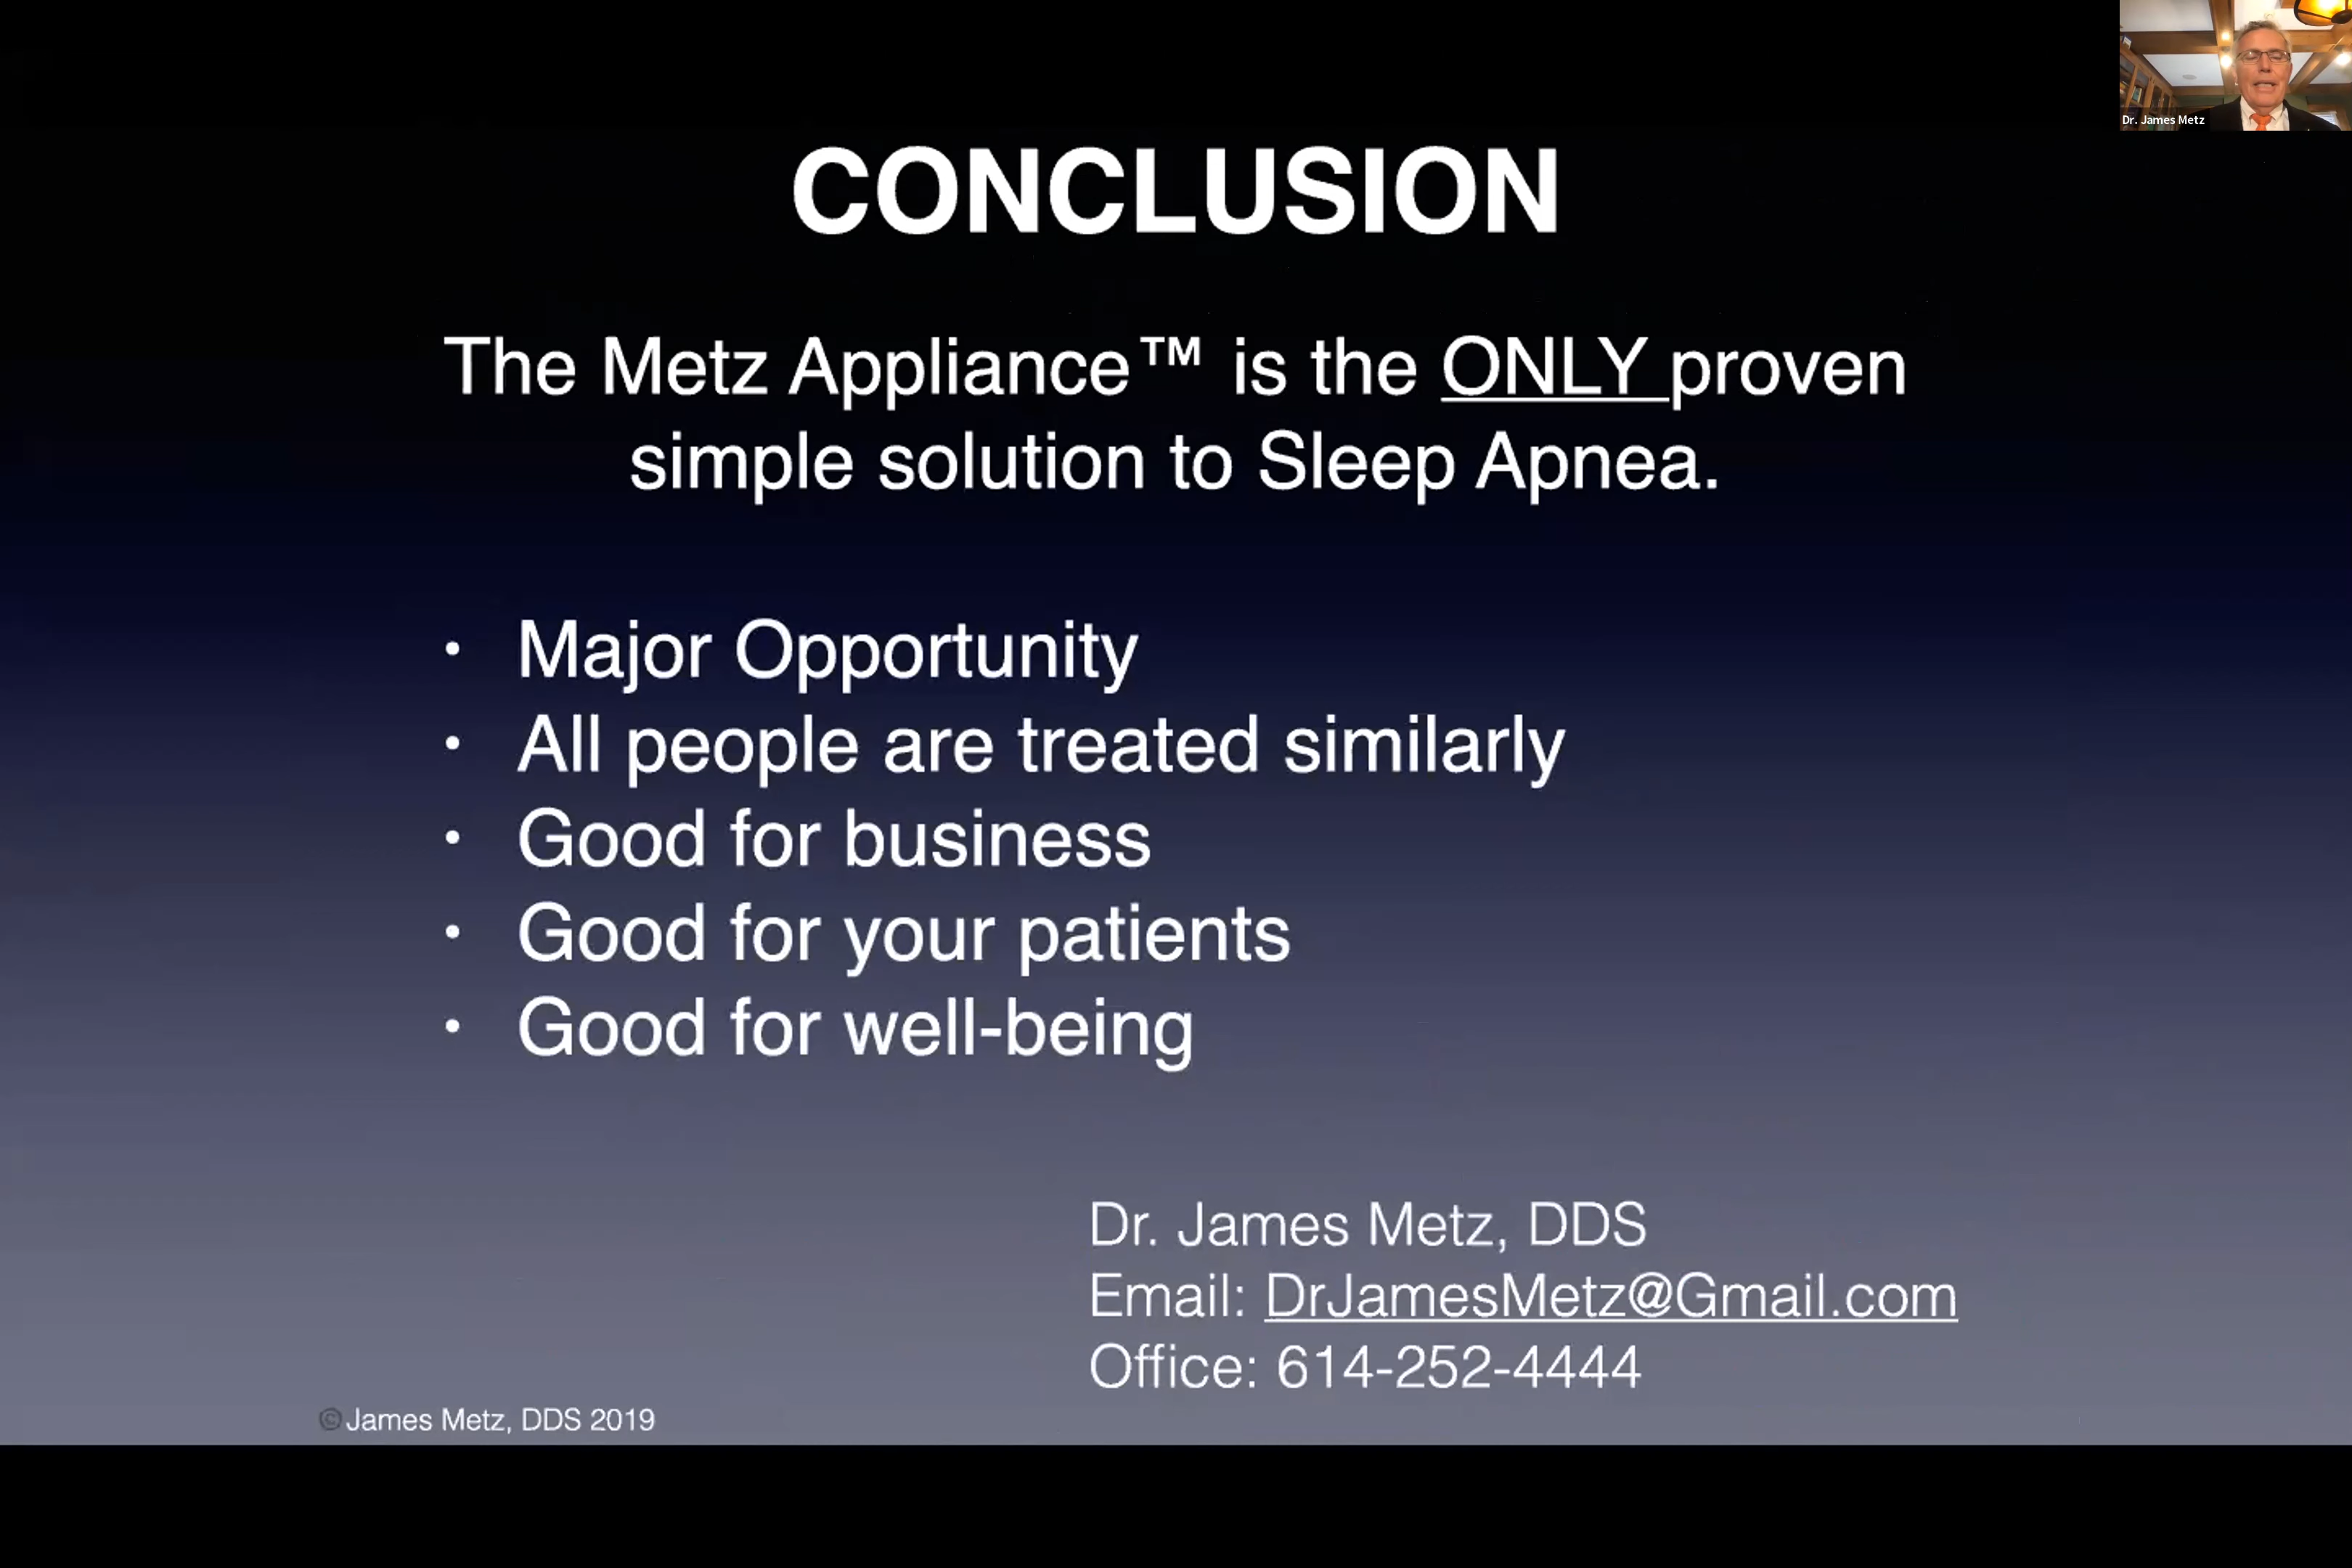 Dr. James Metz
CONCLUSION
The Metz Appliance™ is the ONLY proven
simple solution to Sleep Apnea.
• Major Opportunity
• All people are treated similarly
• Good for business
• Good for your patients
• Good for well-being
Dr. James Metz, DDS
Email: DrJamesMetz@Gmail.com
Office: 614-252-4444
©James Metz, DDS 2019